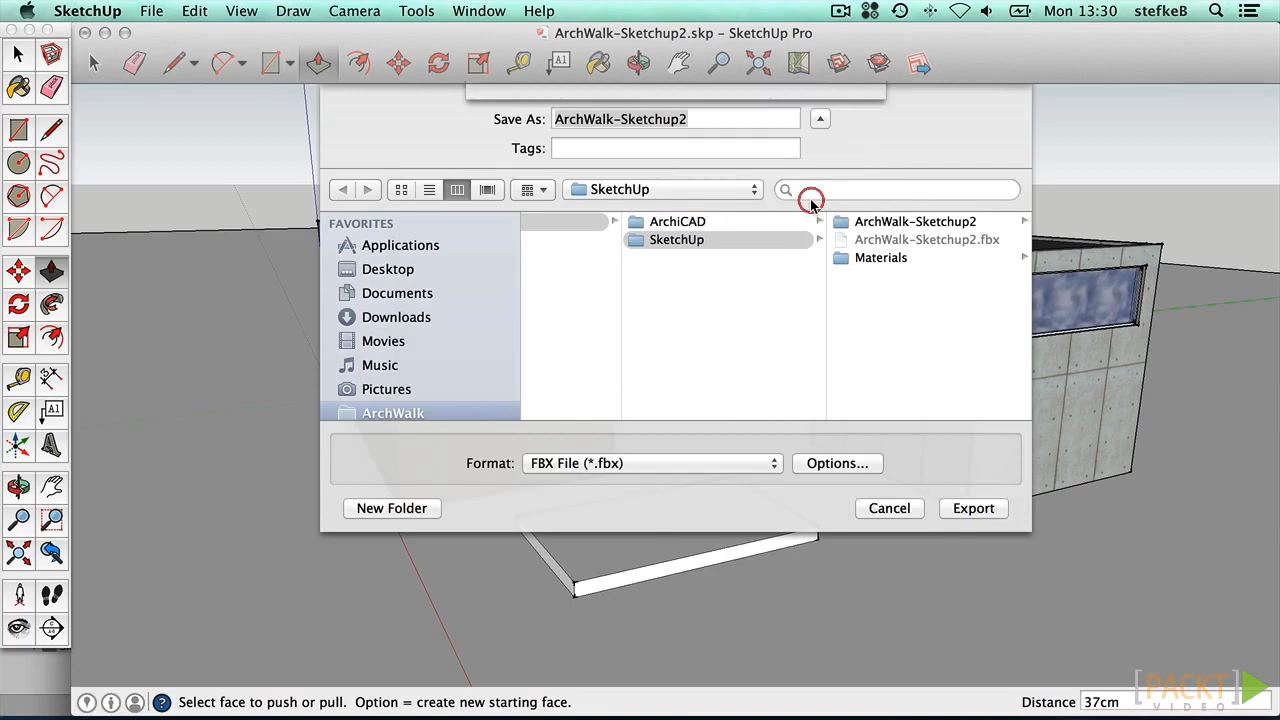 SketchUp File Edit View Draw Camera Tools Window Help Mon 13:30 stefkeB
ArchWalk-Sketchup2.skp - SketchUp Pro
A1
Save As: ArchWalk-Sketchup2
Tags:
SketchUp
FAVORITES
Applications
Desktop
Documents
Downloads
Movies
Music
Pictures
ArchWalk
ArchiCAD
SketchUp
ArchWalk-Sketchup2
ArchWalk-Sketchup2.fbx
Materials
A1
Format: FBX File (*.fbx) Options...
New Folder Cancel Export
Select face to push or pull. Option = create new starting face. Distance 37cm
[PACKT]
VIDEO